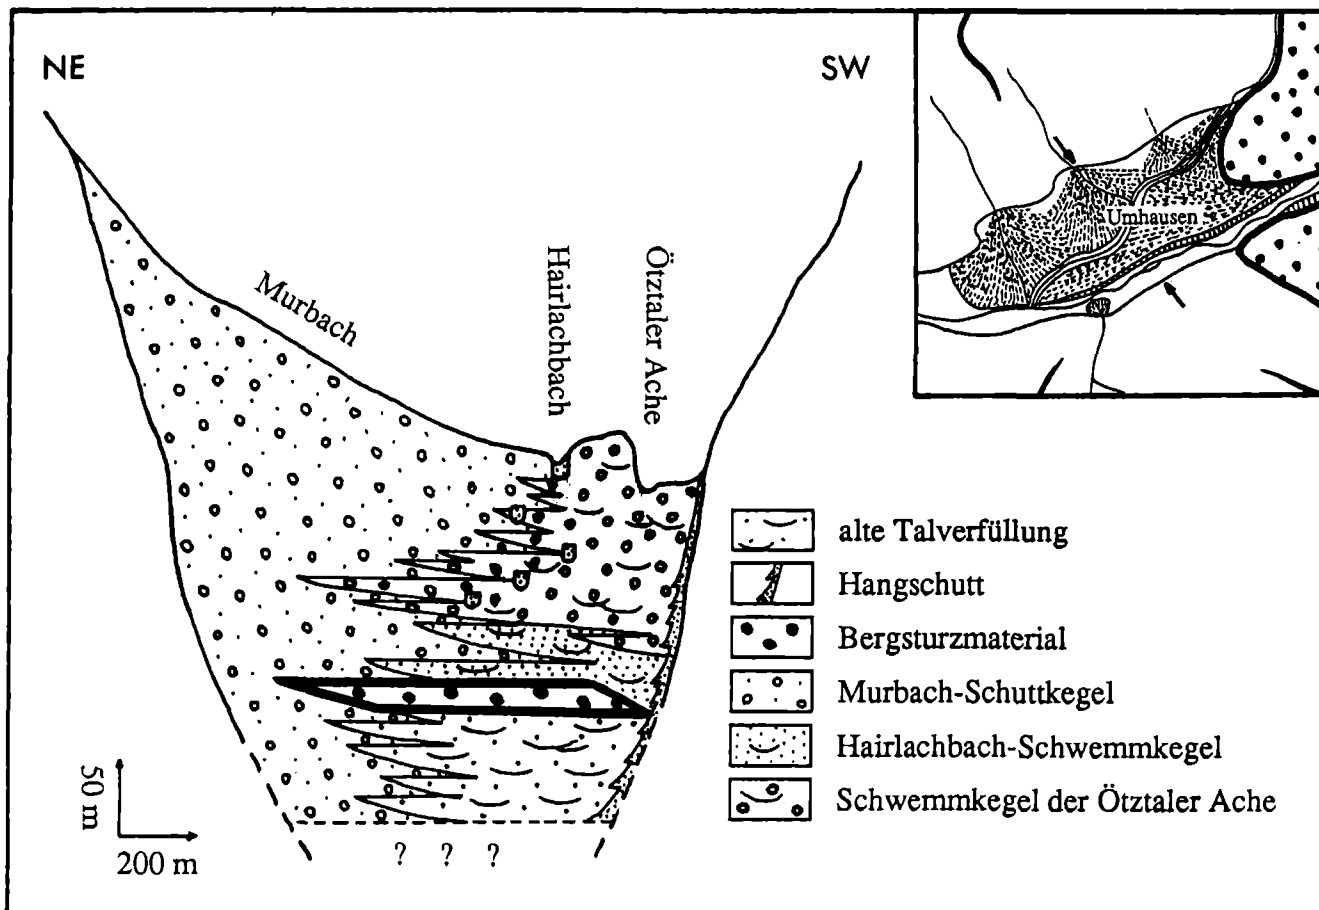 NE
SW
Umhausen
Murbach
Hairlachbach
Ötztaler Ache
alte Talverfüllung
Hangschutt
Bergsturzmaterial
Murbach-Schuttkegel
Hairlachbach-Schwemmkegel
Schwemmkegel der Ötztaler Ache
50 m
200 m
? ? ?